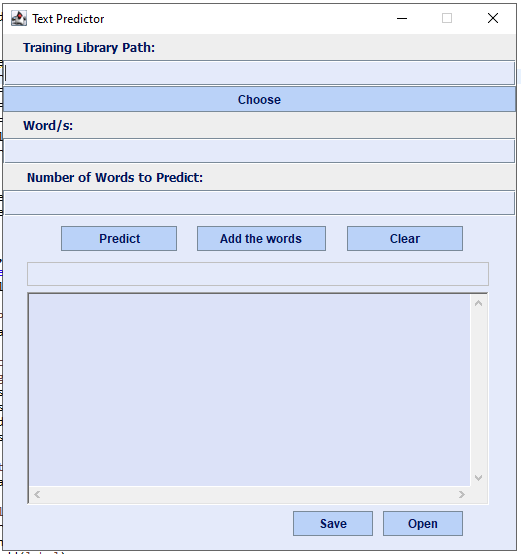 Text Predictor
Training Library Path:
Choose
Word/s:
Number of Words to Predict:
Predict Add the words Clear
Save Open